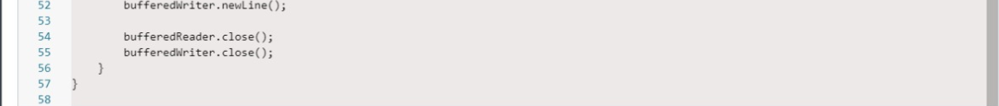 52 bufferedWriter.newLine();
53
54 bufferedReader.close();
55 bufferedWriter.close();
56 }
57 }
58